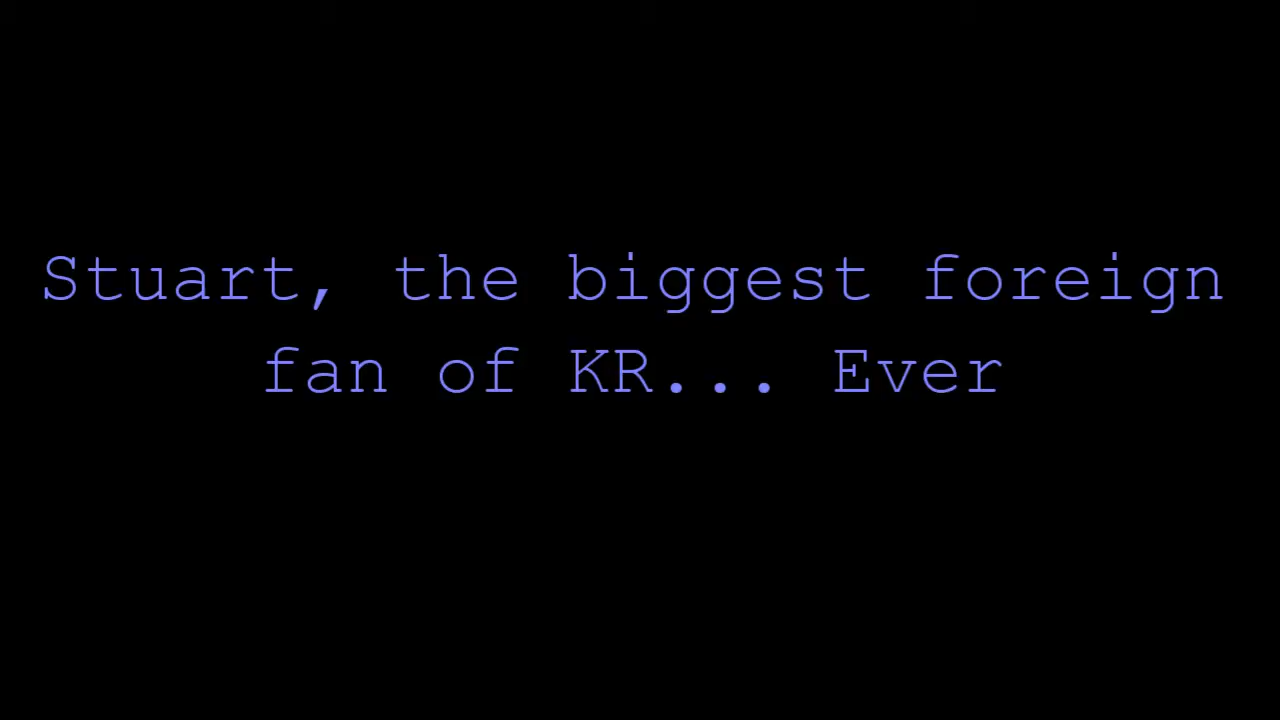 Stuart, the biggest foreign
fan of KR... Ever